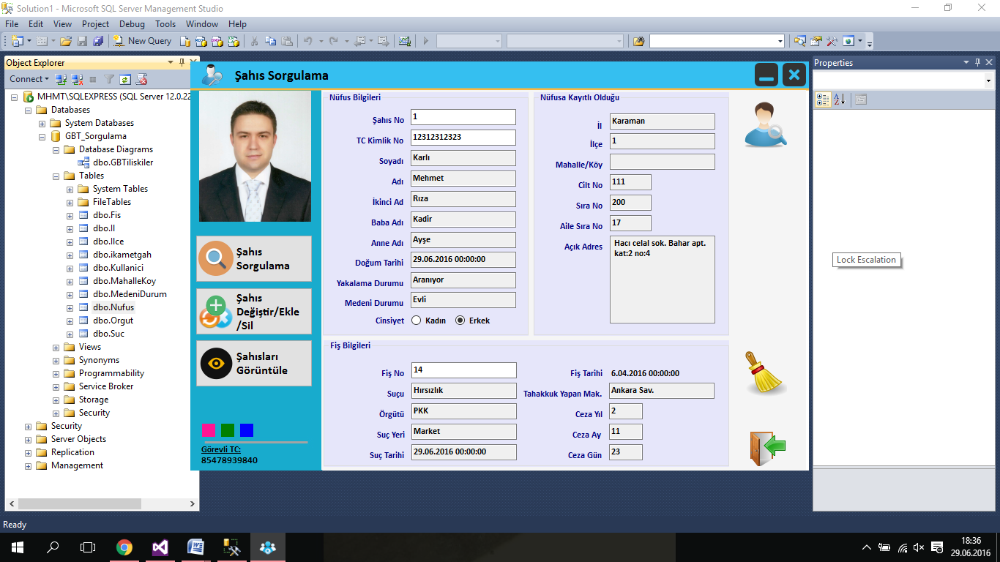 Solution1 - Microsoft SQL Server Management Studio
File Edit View Project Debug Tools Window Help
New Query
Object Explorer
Connect
MHMT\SQLEXPRESS (SQL Server 12.0.22
Databases
System Databases
GBT_Sorgulama
Database Diagrams
dbo.GBTiliskiler
Tables
System Tables
FileTables
dbo.Fis
dbo.Il
dbo.Ilce
dbo.ikametgah
dbo.Kullanici
dbo.MahalleKoy
dbo.MedeniDurum
dbo.Nufus
dbo.Orgut
dbo.Suc
Views
Synonyms
Programmability
Service Broker
Storage
Security
Security
Server Objects
Replication
Management
Şahıs Sorgulama
Şahıs
Sorgulama
Şahıs
Değiştir/Ekle
/Sil
Şahısları
Görüntüle
Görevli TC:
85478939840
Nüfus Bilgileri
Şahıs No 1
TC Kimlik No 12312312323
Soyadı Karlı
Adı Mehmet
İkinci Ad Rıza
Baba Adı Kadir
Anne Adı Ayşe
Doğum Tarihi 29.06.2016 00:00:00
Yakalama Durumu Aranıyor
Medeni Durumu Evli
Cinsiyet Kadın Erkek
Nüfusa Kayıtlı Olduğu
İl Karaman
İlçe 1
Mahalle/Köy
Cilt No 111
Sıra No 200
Aile Sıra No 17
Açık Adres Hacı celal sok. Bahar apt.
kat:2 no:4
Fiş Bilgileri
Fiş No 14
Suçu Hırsızlık
Örgütü PKK
Suç Yeri Market
Suç Tarihi 29.06.2016 00:00:00
Fiş Tarihi 6.04.2016 00:00:00
Tahakkuk Yapan Mak. Ankara Sav.
Ceza Yıl 2
Ceza Ay 11
Ceza Gün 23
Properties
Lock Escalation
Ready
18:36
29.06.2016